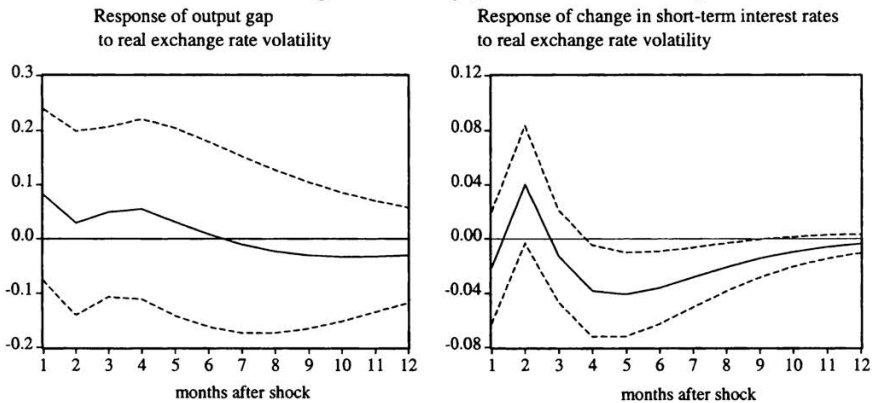 Response of output gap
to real exchange rate volatility
0.3
0.2
0.1
0.0
-0.1
-0.2
1 2 3 4 5 6 7 8 9 10 11 12
months after shock
Response of change in short-term interest rates
to real exchange rate volatility
0.12
0.08
0.04
0.00
-0.04
-0.08
1 2 3 4 5 6 7 8 9 10 11 12
months after shock